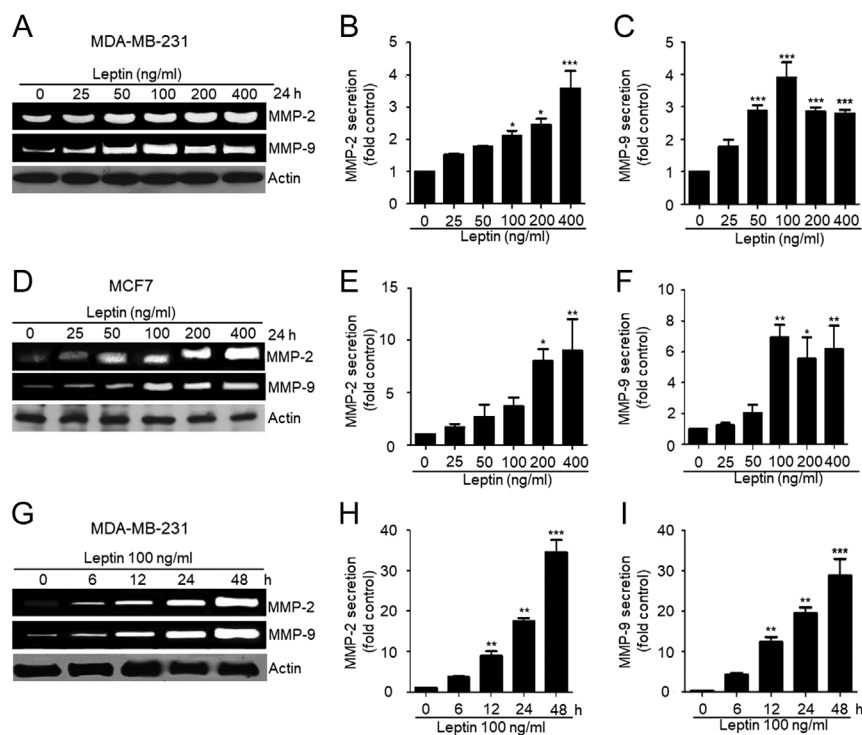 A
MDA-MB-231
Leptin (ng/ml)
0 25 50 100 200 400 24 h
MMP-2
MMP-9
Actin
B
MMP-2 secretion
(fold control)
5
4
3
2
1
0
* * ***
0 25 50 100 200 400
Leptin (ng/ml)
C
MMP-9 secretion
(fold control)
5
4
3
2
1
0
*** *** *** ***
0 25 50 100 200 400
Leptin (ng/ml)
D
MCF7
Leptin (ng/ml)
0 25 50 100 200 400 24 h
MMP-2
MMP-9
Actin
E
MMP-2 secretion
(fold control)
15
10
5
0
* **
0 25 50 100 200 400
Leptin (ng/ml)
F
MMP-9 secretion
(fold control)
8
6
4
2
0
** * **
0 25 50 100 200 400
Leptin (ng/ml)
G
MDA-MB-231
Leptin 100 ng/ml
0 6 12 24 48 h
MMP-2
MMP-9
Actin
H
MMP-2 secretion
(fold control)
40
30
20
10
0
** ** ***
0 6 12 24 48 h
Leptin 100 ng/ml
I
MMP-9 secretion
(fold control)
40
30
20
10
0
** ** ***
0 6 12 24 48 h
Leptin 100 ng/ml